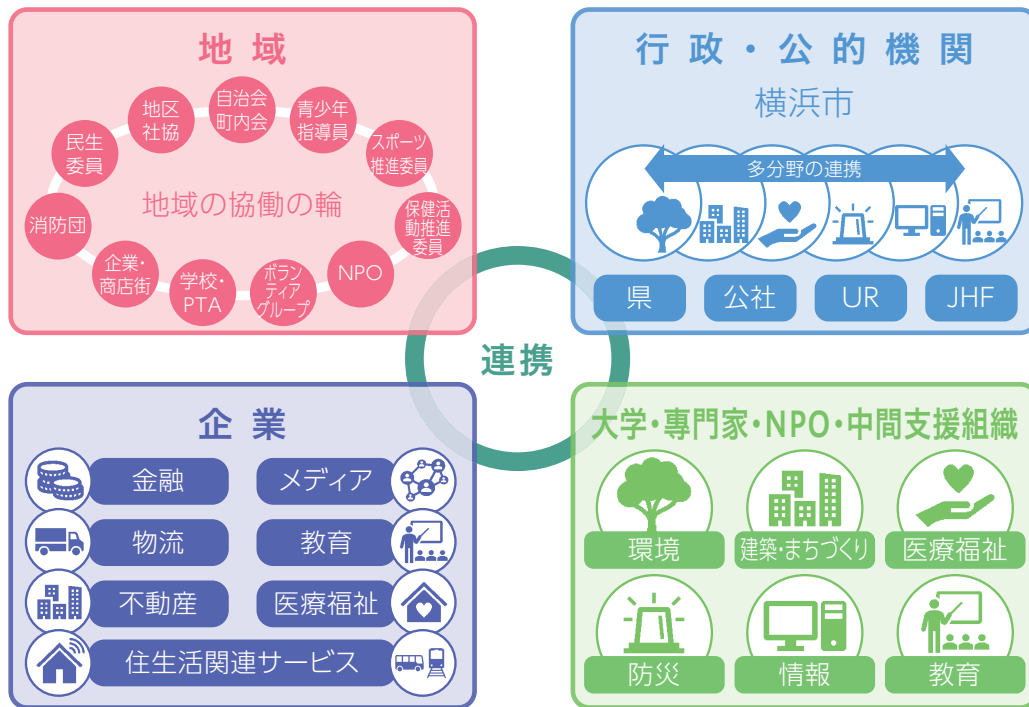 地域
自治会
町内会
青少年
指導員
スポーツ
推進委員
保健活
動推進
委員
NPO
ボラン
ティア
グループ
学校・
PTA
企業・
商店街
消防団
民生
委員
地区
社協
地域の協働の輪
行政・公的機関
横浜市
多分野の連携
県
公社
UR
JHF
連携
企業
金融
メディア
物流
教育
不動産
医療福祉
住生活関連サービス
大学・専門家・NPO・中間支援組織
環境
建築・まちづくり
医療福祉
防災
情報
教育